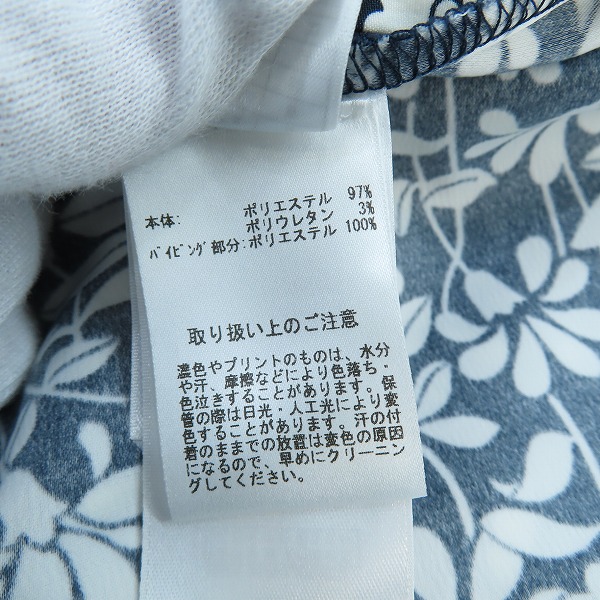 本体: ポリエステル 97%
ポリウレタン 3%
ﾊﾟｲﾋﾟﾝｸﾞ部分:ポリエステル 100%
取り扱い上のご注意
濃色やプリントのものは、水分
や汗、摩擦などにより色落ち・
色泣きすることがあります。保
管の際は日光・人工光により変
色することがあります。汗の付
着のままでの放置は変色の原因
になるので、早めにクリーニン
グしてください。